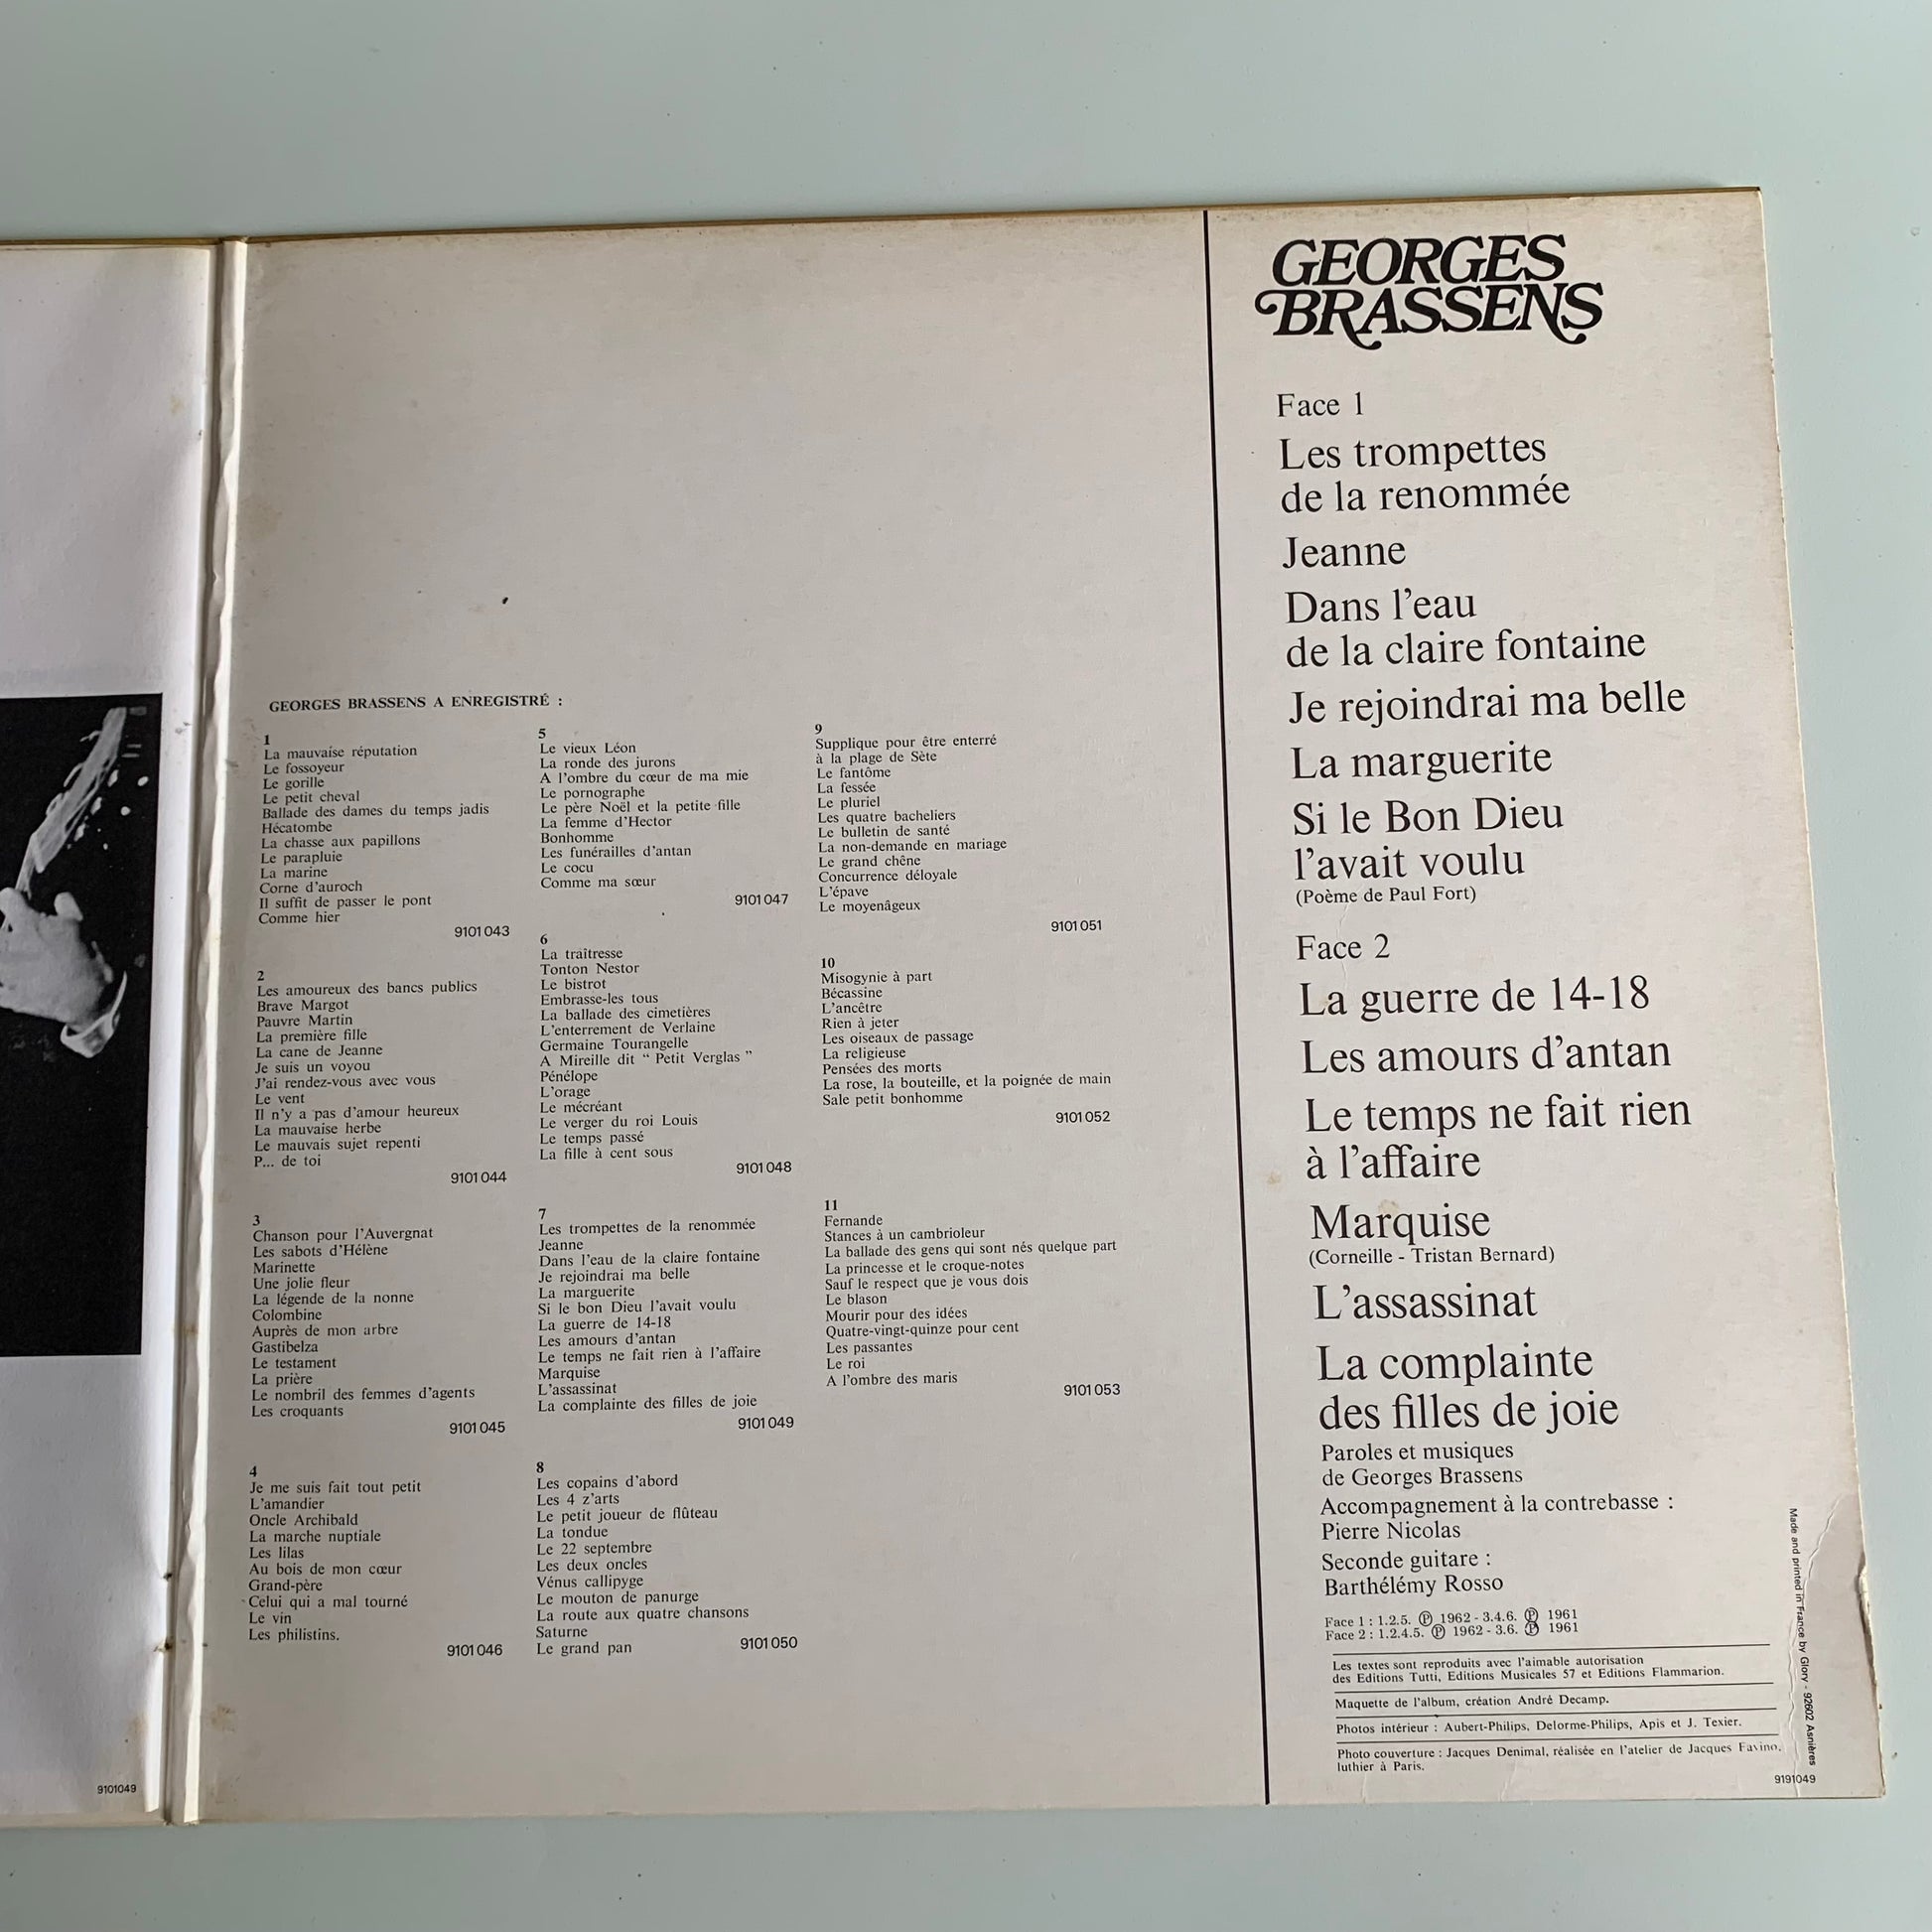 9101049
GEORGES BRASSENS A ENREGISTRÉ :
1
La mauvaise réputation
Le fossoyeur
Le gorille
Le petit cheval
Ballade des dames du temps jadis
Hécatombe
La chasse aux papillons
Le parapluie
La marine
Corne d'auroch
Il suffit de passer le pont
Comme hier
9101 043
2
Les amoureux des bancs publics
Brave Margot
Pauvre Martin
La première fille
La cane de Jeanne
Je suis un voyou
J'ai rendez-vous avec vous
Le vent
Il n'y a pas d'amour heureux
La mauvaise herbe
Le mauvais sujet repenti
P... de toi
9101 044
3
Chanson pour l'Auvergnat
Les sabots d'Hélène
Marinette
Une jolie fleur
La légende de la nonne
Colombine
Auprès de mon arbre
Gastibelza
Le testament
La prière
Le nombril des femmes d'agents
Les croquants
9101 045
4
Je me suis fait tout petit
L'amandier
Oncle Archibald
La marche nuptiale
Les lilas
Au bois de mon cœur
Grand-père
Celui qui a mal tourné
Le vin
Les philistins.
9101 046
5
Le vieux Léon
La ronde des jurons
A l'ombre du cœur de ma mie
Le pornographe
Le père Noël et la petite fille
La femme d'Hector
Bonhomme
Les funérailles d'antan
Le cocu
Comme ma sœur
9101 047
6
La traîtresse
Tonton Nestor
Le bistrot
Embrasse-les tous
La ballade des cimetières
L'enterrement de Verlaine
Germaine Tourangelle
A Mireille dit “ Petit Verglas ”
Pénélope
L'orage
Le mécréant
Le verger du roi Louis
Le temps passé
La fille à cent sous
9101 048
7
Les trompettes de la renommée
Jeanne
Dans l'eau de la claire fontaine
Je rejoindrai ma belle
La marguerite
Si le bon Dieu l'avait voulu
La guerre de 14-18
Les amours d'antan
Le temps ne fait rien à l'affaire
Marquise
L'assassinat
La complainte des filles de joie
9101 049
8
Les copains d'abord
Les 4 z'arts
Le petit joueur de flûteau
La tondue
Le 22 septembre
Les deux oncles
Vénus callipyge
Le mouton de panurge
La route aux quatre chansons
Saturne
Le grand pan
9101 050
9
Supplique pour être enterré
à la plage de Sète
Le fantôme
La fessée
Le pluriel
Les quatre bacheliers
Le bulletin de santé
La non-demande en mariage
Le grand chêne
Concurrence déloyale
L'épave
Le moyenâgeux
9101 051
10
Misogynie à part
Bécassine
L'ancêtre
Rien à jeter
Les oiseaux de passage
La religieuse
Pensées des morts
La rose, la bouteille, et la poignée de main
Sale petit bonhomme
9101 052
11
Fernande
Stances à un cambrioleur
La ballade des gens qui sont nés quelque part
La princesse et le croque-notes
Sauf le respect que je vous dois
Le blason
Mourir pour des idées
Quatre-vingt-quinze pour cent
Les passantes
Le roi
A l'ombre des maris
9101 053
GEORGES
BRASSENS
Face 1
Les trompettes
de la renommée
Jeanne
Dans l'eau
de la claire fontaine
Je rejoindrai ma belle
La marguerite
Si le Bon Dieu
l'avait voulu
(Poème de Paul Fort)
Face 2
La guerre de 14-18
Les amours d'antan
Le temps ne fait rien
à l'affaire
Marquise
(Corneille - Tristan Bernard)
L'assassinat
La complainte
des filles de joie
Paroles et musiques
de Georges Brassens
Accompagnement à la contrebasse :
Pierre Nicolas
Seconde guitare :
Barthélémy Rosso
Face 1 : 1.2.5. ℗ 1962 - 3.4.6. ℗ 1961
Face 2 : 1.2.4.5. ℗ 1962 - 3.6. ℗ 1961
Les textes sont reproduits avec l'aimable autorisation
des Editions Tutti, Editions Musicales 57 et Editions Flammarion.
Maquette de l'album, création André Decamp.
Photos intérieur : Aubert-Philips, Delorme-Philips, Apis et J. Texier.
Photo couverture : Jacques Denimal, réalisée en l'atelier de Jacques Favino,
luthier à Paris.
Made and printed in France by Glory - 92602 Asnières
9191049